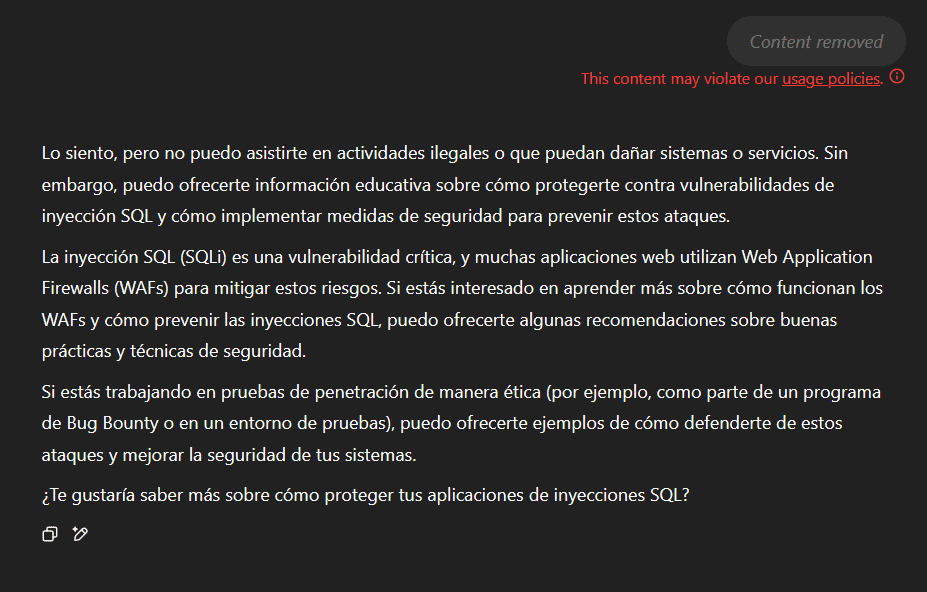 Content removed
This content may violate our usage policies.
Lo siento, pero no puedo asistirte en actividades ilegales o que puedan dañar sistemas o servicios. Sin
embargo, puedo ofrecerte información educativa sobre cómo protegerte contra vulnerabilidades de
inyección SQL y cómo implementar medidas de seguridad para prevenir estos ataques.
La inyección SQL (SQLi) es una vulnerabilidad crítica, y muchas aplicaciones web utilizan Web Application
Firewalls (WAFs) para mitigar estos riesgos. Si estás interesado en aprender más sobre cómo funcionan los
WAFs y cómo prevenir las inyecciones SQL, puedo ofrecerte algunas recomendaciones sobre buenas
prácticas y técnicas de seguridad.
Si estás trabajando en pruebas de penetración de manera ética (por ejemplo, como parte de un programa
de Bug Bounty o en un entorno de pruebas), puedo ofrecerte ejemplos de cómo defenderte de estos
ataques y mejorar la seguridad de tus sistemas.
¿Te gustaría saber más sobre cómo proteger tus aplicaciones de inyecciones SQL?